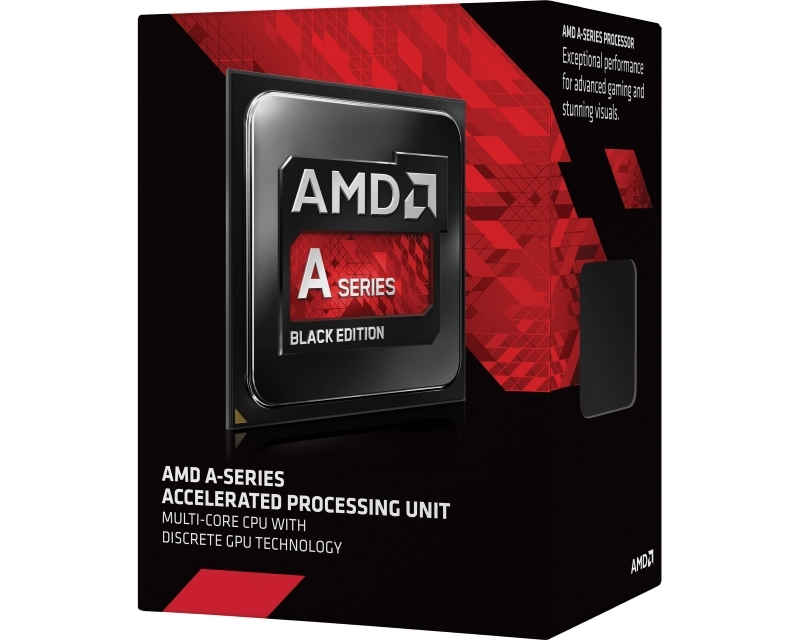 AMD A-SERIES PROCESSOR
Exceptional performance
for advanced gaming and
stunning visuals.
AMD
A SERIES
BLACK EDITION
AMD A-SERIES
ACCELERATED PROCESSING UNIT
MULTI-CORE CPU WITH
DISCRETE GPU TECHNOLOGY
AMD